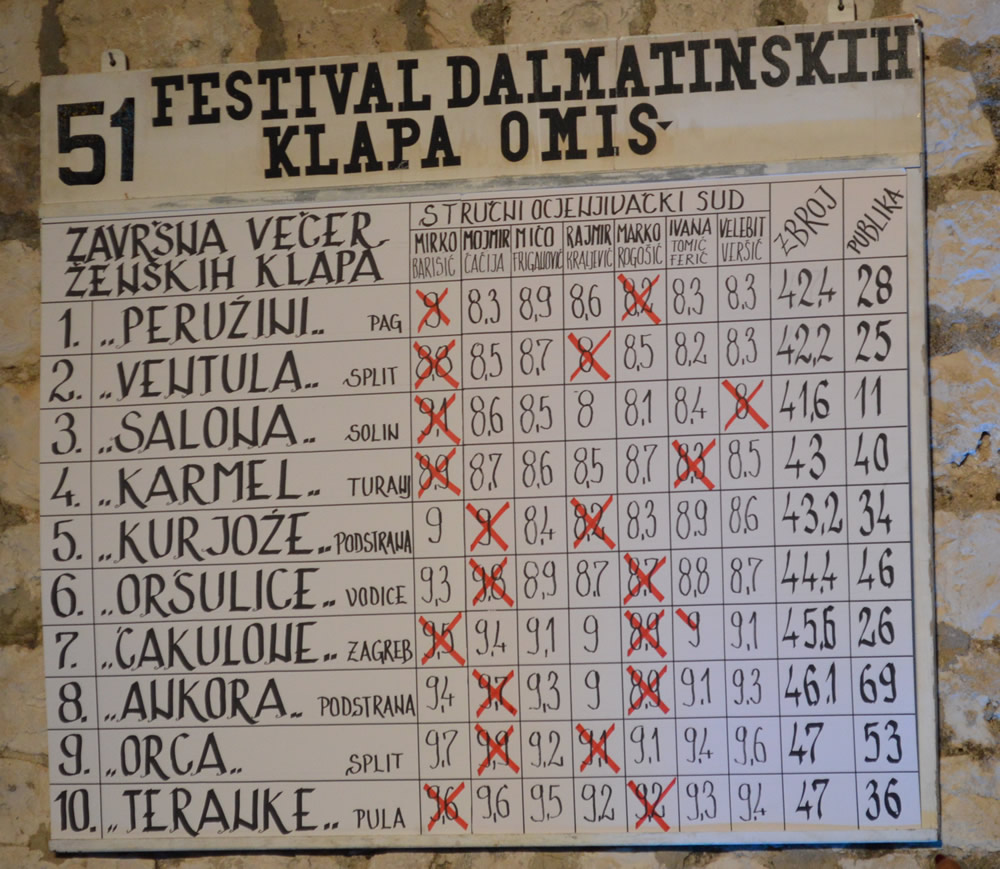 51 FESTIVAL DALMATINSKIH
KLAPA OMIŠ
ZAVRŠNA VEČER
ŽENSKIH KLAPA
STRUČNI OCJENJIVAČKI SUD
MIRKO BARIŠIĆ
MOJMIR ČAČIJA
MIĆO FRIGANOVIĆ
RAJMIR KRALJEVIĆ
MARKO ROGOŠIĆ
IVANA TOMIĆ FERIĆ
VELEBIT VERŠIĆ
ZBROJ
PUBLIKA
1. „PERUŽINI„ PAG 9 8,3 8,9 8,6 8,2 8,3 8,3 42,4 28
2. „VENTULA„ SPLIT 8,8 8,5 8,7 8 8,5 8,2 8,3 42,2 25
3. „SALONA„ SOLIN 9,1 8,6 8,5 8 8,1 8,4 8 41,6 11
4. „KARMEL„ TURANJ 8,9 8,7 8,6 8,5 8,7 8,3 8,5 43 40
5. „KURJOŽE„ PODSTRANA 9 9 8,4 8,2 8,3 8,9 8,6 43,2 34
6. „ORŠULICE„ VODICE 9,3 9,8 8,9 8,7 8,7 8,8 8,7 44,4 46
7. „ČAKULONE„ ZAGREB 9,5 9,4 9,1 9 8,9 9 9,1 45,6 26
8. „ANKORA„ PODSTRANA 9,4 9,7 9,3 9 8,9 9,1 9,3 46,1 69
9. „ORCA„ SPLIT 9,7 9,9 9,2 9,1 9,1 9,4 9,6 47 53
10. „TERANKE„ PULA 9,6 9,6 9,5 9,2 9,2 9,3 9,4 47 36